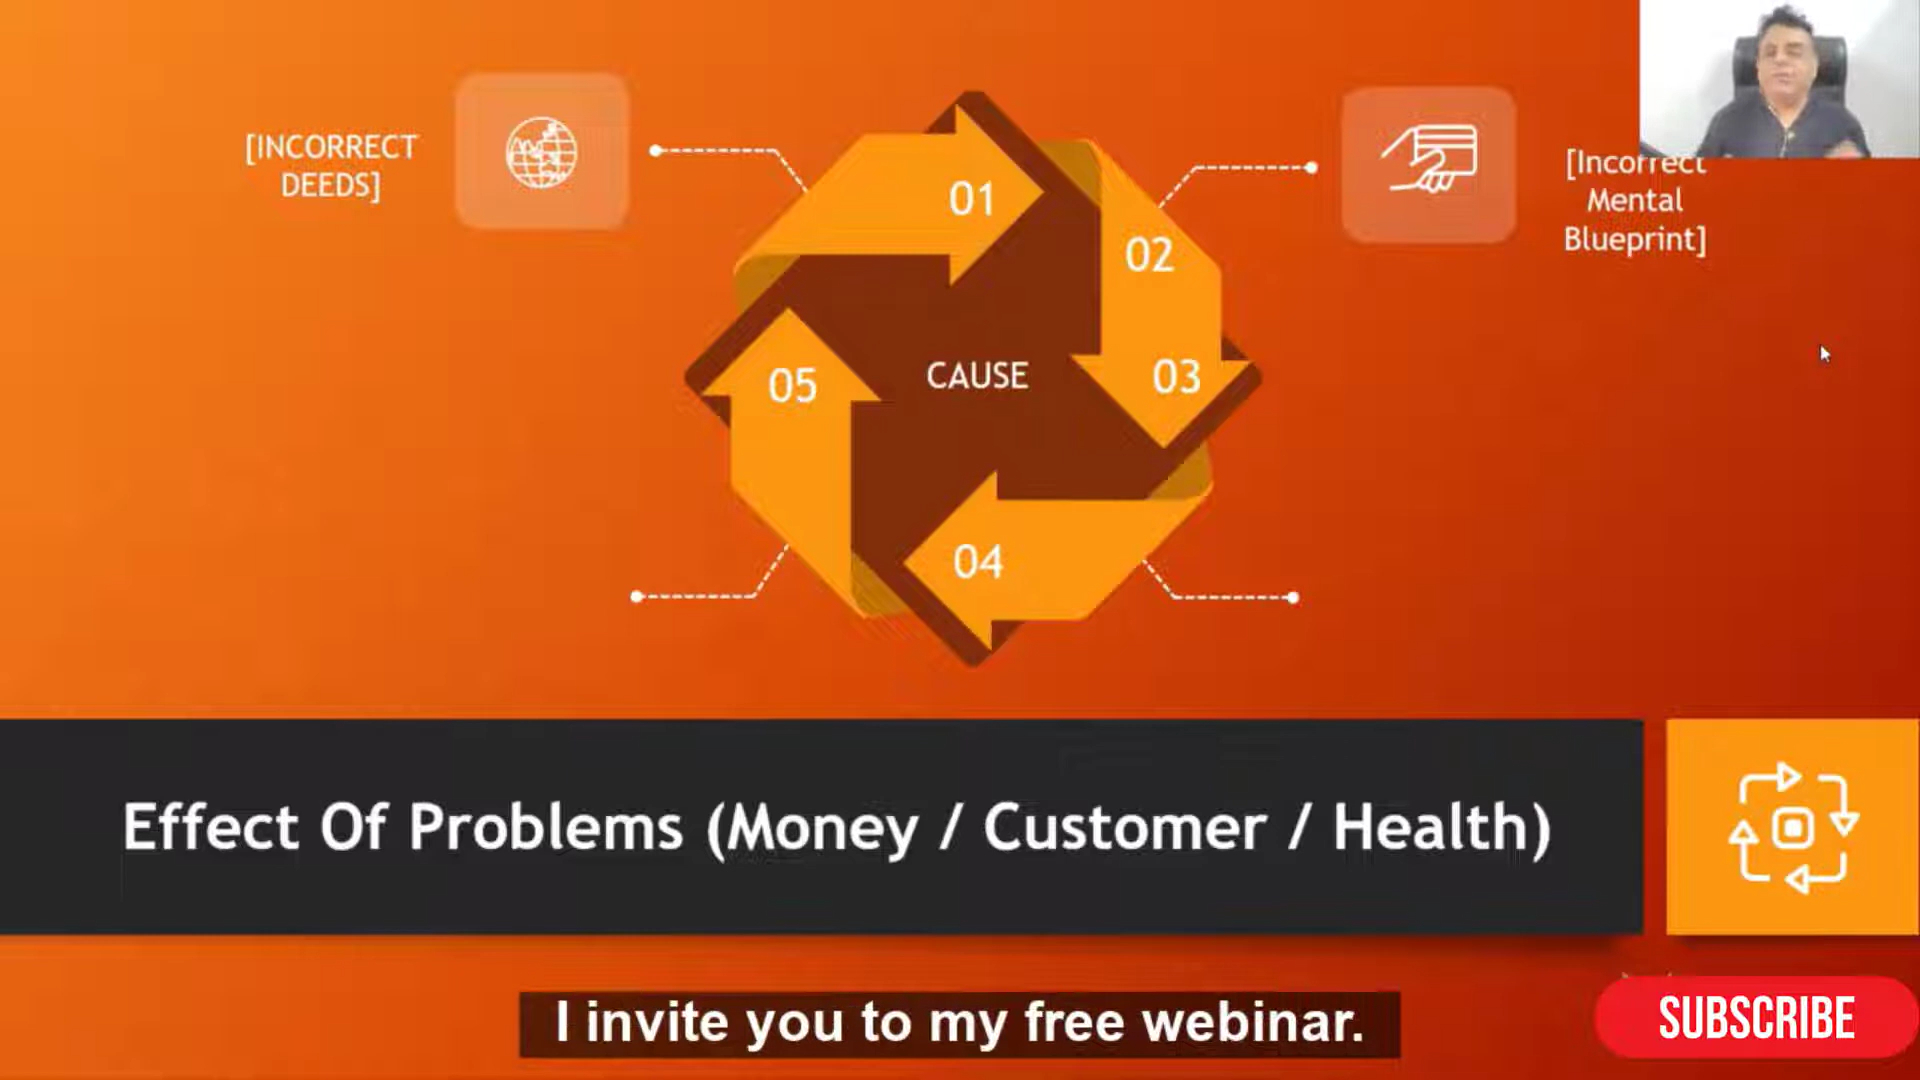 [INCORRECT
DEEDS]
[Incorrect
Mental
Blueprint]
01
02
03
04
05
CAUSE
Effect Of Problems (Money / Customer / Health)
I invite you to my free webinar.
SUBSCRIBE